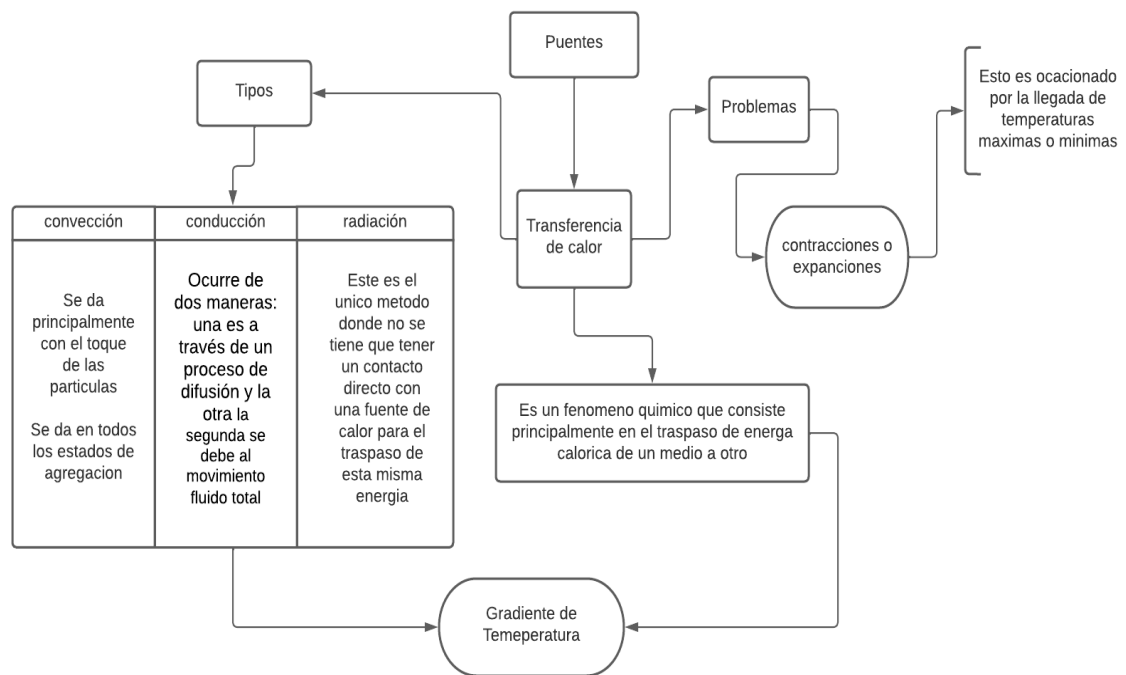 Puentes
Tipos
Problemas
Esto es ocacionado
por la llegada de
temperaturas
maximas o minimas
Transferencia
de calor
contracciones o
expanciones
convección
conducción
radiación
Se da
principalmente
con el toque
de las
particulas
Se da en todos
los estados de
agregacion
Ocurre de
dos maneras:
una es a
través de un
proceso de
difusión y la
otra la
segunda se
debe al
movimiento
fluido total
Este es el
unico metodo
donde no se
tiene que tener
un contacto
directo con
una fuente de
calor para el
traspaso de
esta misma
energia
Es un fenomeno quimico que consiste
principalmente en el traspaso de energa
calorica de un medio a otro
Gradiente de
Temeperatura